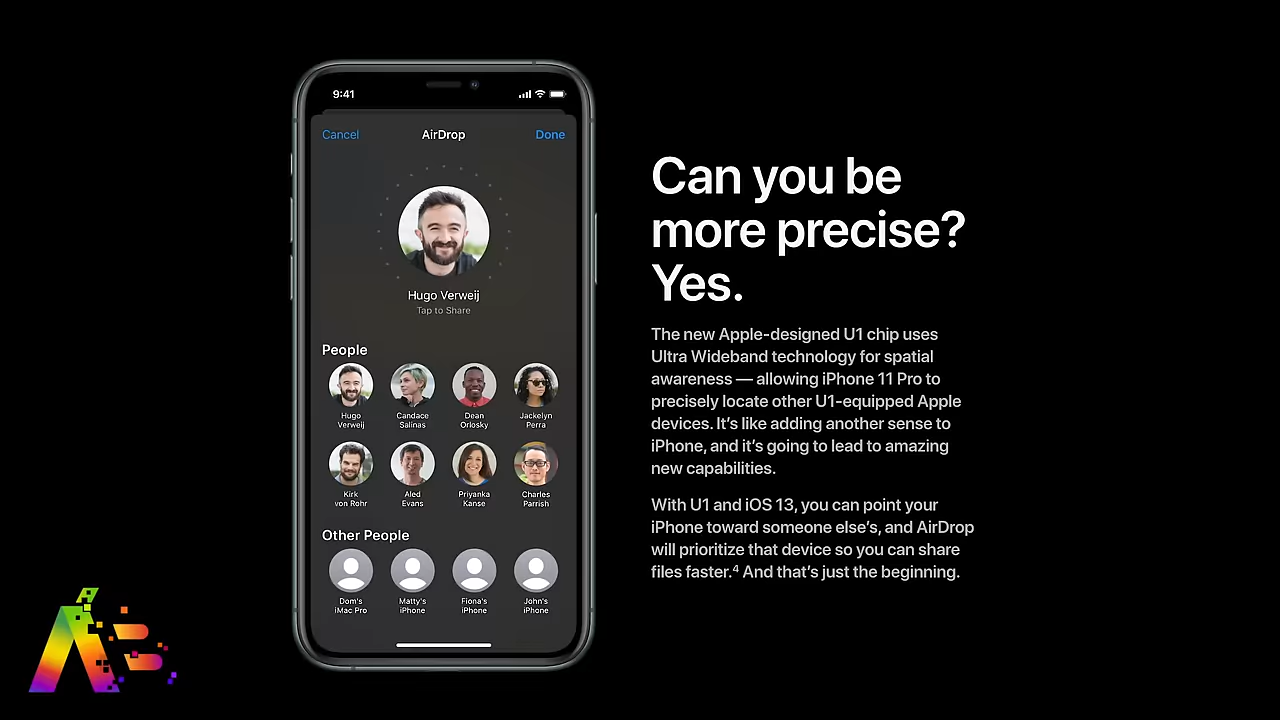 9:41
Cancel
AirDrop
Done
Hugo Verweij
Tap to Share
People
Hugo
Verweij
Candace
Salinas
Dean
Orlosky
Jackelyn
Perra
Kirk
von Rohr
Aled
Evans
Priyanka
Kanse
Charles
Parrish
Other People
Dom's
iMac Pro
Matty's
iPhone
Fiona's
iPhone
John's
iPhone
Can you be
more precise?
Yes.
The new Apple-designed U1 chip uses
Ultra Wideband technology for spatial
awareness — allowing iPhone 11 Pro to
precisely locate other U1-equipped Apple
devices. It’s like adding another sense to
iPhone, and it’s going to lead to amazing
new capabilities.
With U1 and iOS 13, you can point your
iPhone toward someone else’s, and AirDrop
will prioritize that device so you can share
files faster.⁴ And that’s just the beginning.